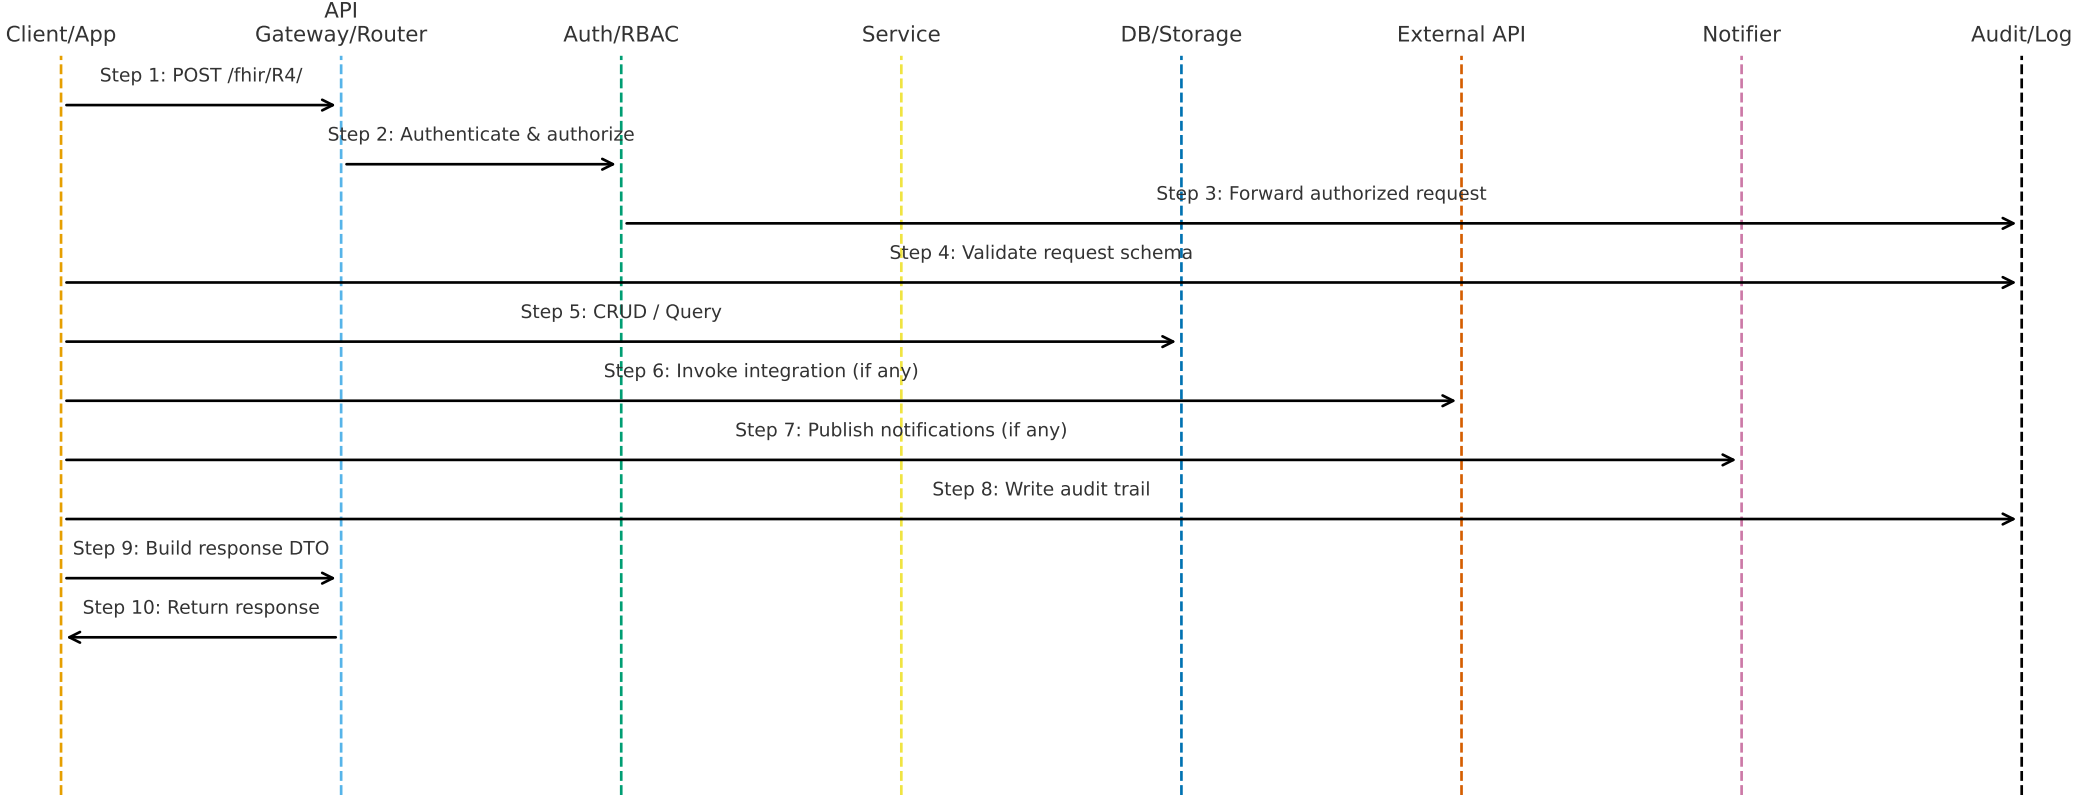 API
Client/App
Gateway/Router
Auth/RBAC
Service
DB/Storage
External API
Notifier
Audit/Log
Step 1: POST /fhir/R4/
Step 2: Authenticate & authorize
Step 3: Forward authorized request
Step 4: Validate request schema
Step 5: CRUD / Query
Step 6: Invoke integration (if any)
Step 7: Publish notifications (if any)
Step 8: Write audit trail
Step 9: Build response DTO
Step 10: Return response